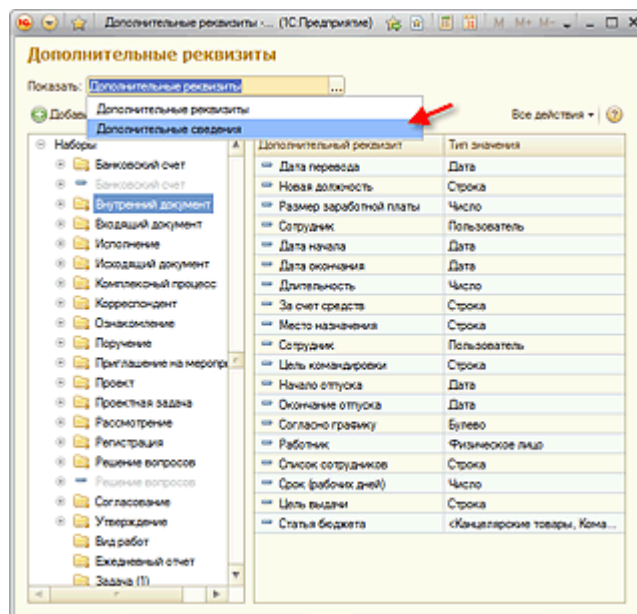 Дополнительные реквизиты -... (1С:Предприятие) M M+ M-
Дополнительные реквизиты
Показать: Дополнительные реквизиты ...
Дополнительные реквизиты
Дополнительные сведения
Все действия
Наборы
Банковский счет
Банковский счет
Внутренний документ
Входящий документ
Исполнение
Исходящий документ
Комплексный процесс
Корреспондент
Ознакомление
Поручение
Приглашение на меропр
Проект
Проектная задача
Рассмотрение
Регистрация
Решение вопросов
Решение вопросов
Согласование
Утверждение
Вид работ
Ежедневный отчет
Задача (1)
Дополнительный реквизит Тип значения
Дата перевода Дата
Новая должность Строка
Размер заработной платы Число
Сотрудник Пользователь
Дата начала Дата
Дата окончания Дата
Длительность Число
За счет средств Строка
Место назначения Строка
Сотрудник Пользователь
Цель командировки Строка
Начало отпуска Дата
Окончание отпуска Дата
Согласно графику Булево
Работник Физическое лицо
Список сотрудников Строка
Срок (рабочих дней) Число
Цель выдачи Строка
Статья бюджета <Канцелярские товары, Кома...